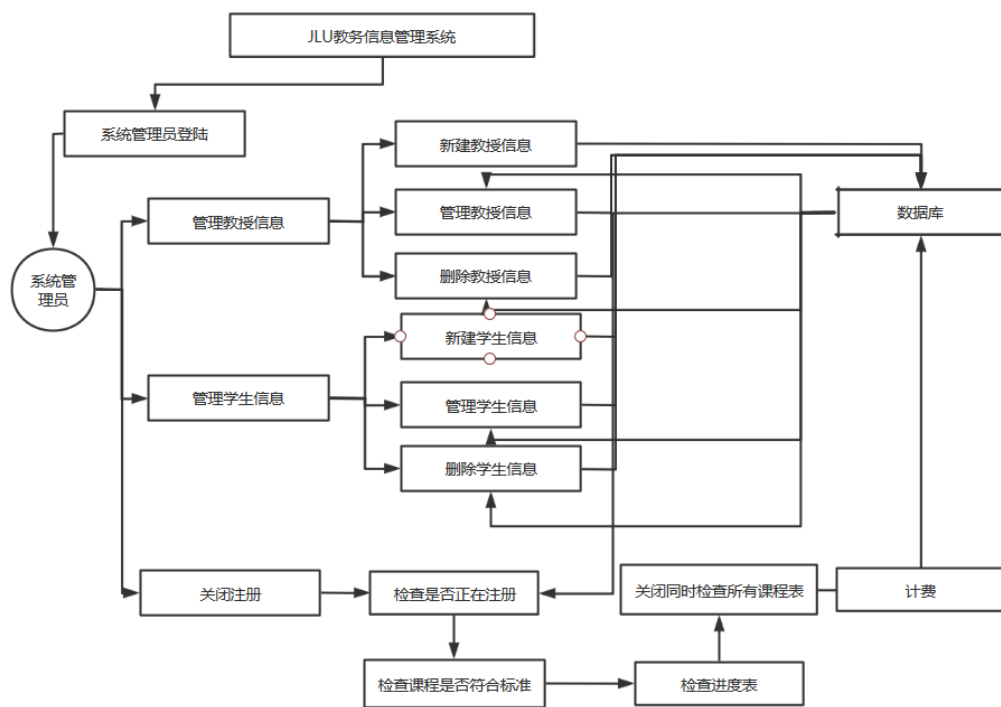 JLU教务信息管理系统
系统管理员登陆
新建教授信息
管理教授信息
管理教授信息
数据库
删除教授信息
系统管
理员
新建学生信息
管理学生信息
管理学生信息
删除学生信息
关闭注册
检查是否正在注册
关闭同时检查所有课程表
计费
检查课程是否符合标准
检查进度表